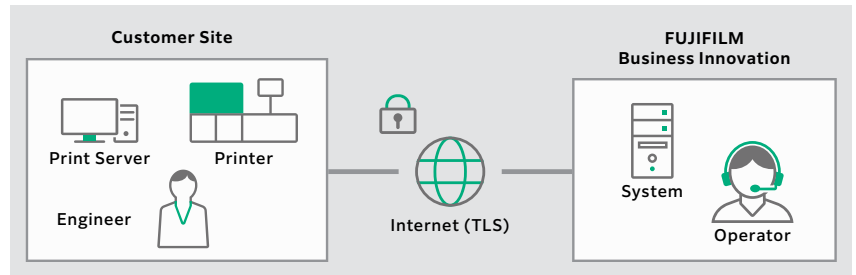 Customer Site
Print Server
Printer
Engineer
Internet (TLS)
FUJIFILM
Business Innovation
System
Operator